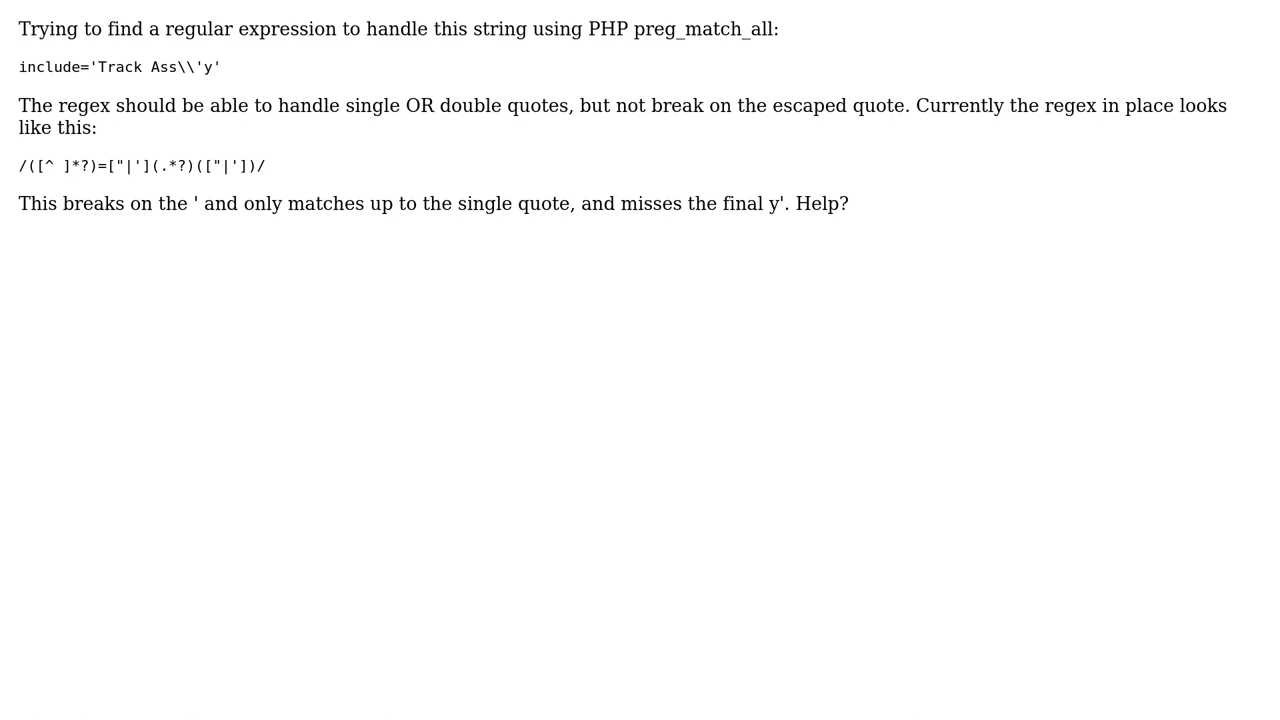 Trying to find a regular expression to handle this string using PHP preg_match_all:
include='Track Ass\\'y'
The regex should be able to handle single OR double quotes, but not break on the escaped quote. Currently the regex in place looks
like this:
/([^ ]*?)=["|'](.*?)(["|'])/
This breaks on the ' and only matches up to the single quote, and misses the final y'. Help?